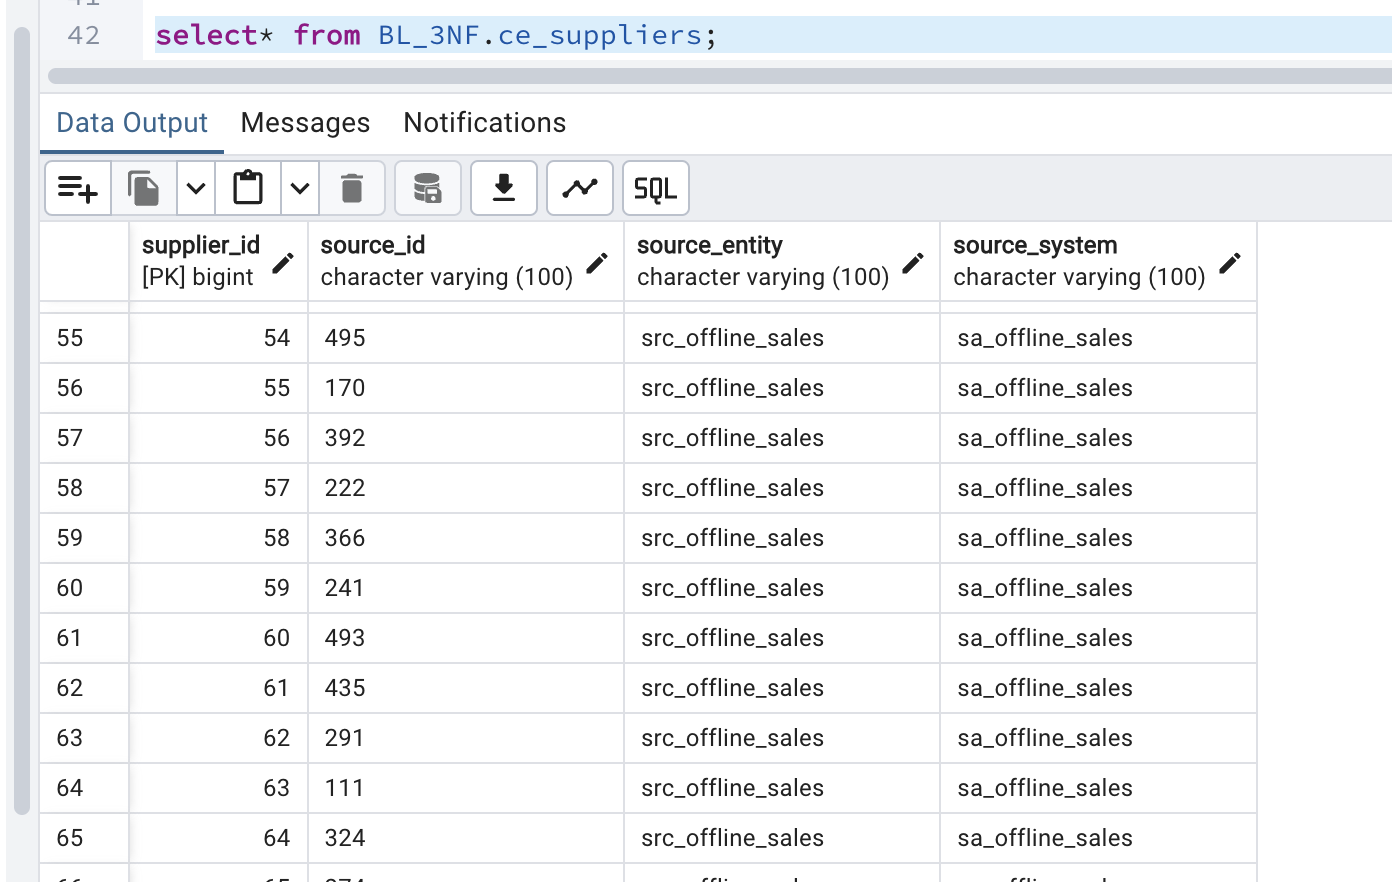 42 select* from BL_3NF.ce_suppliers;
Data Output Messages Notifications
SQL
supplier_id source_id source_entity source_system
[PK] bigint character varying (100) character varying (100) character varying (100)
55 54 495 src_offline_sales sa_offline_sales
56 55 170 src_offline_sales sa_offline_sales
57 56 392 src_offline_sales sa_offline_sales
58 57 222 src_offline_sales sa_offline_sales
59 58 366 src_offline_sales sa_offline_sales
60 59 241 src_offline_sales sa_offline_sales
61 60 493 src_offline_sales sa_offline_sales
62 61 435 src_offline_sales sa_offline_sales
63 62 291 src_offline_sales sa_offline_sales
64 63 111 src_offline_sales sa_offline_sales
65 64 324 src_offline_sales sa_offline_sales